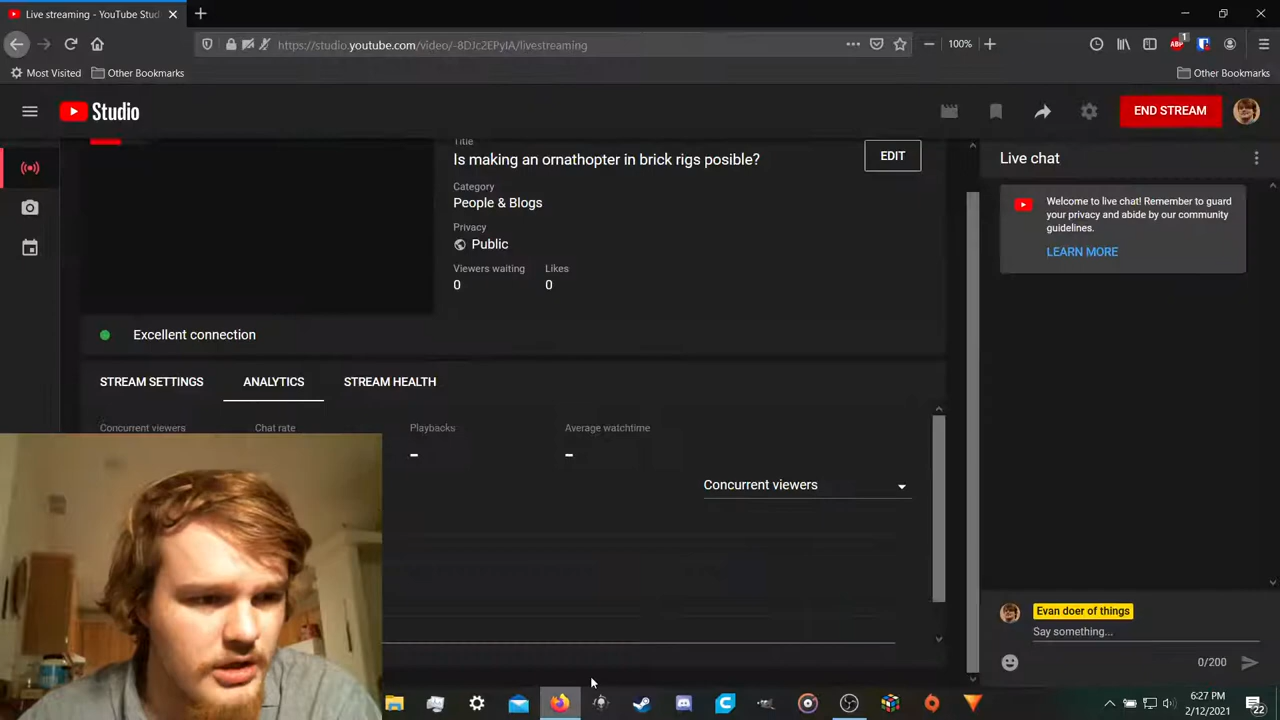 Live streaming - YouTube Stud
https://studio.youtube.com/video/-8DJc2EPyIA/livestreaming
100%
ABP
1
Most Visited
Other Bookmarks
Other Bookmarks
Studio
END STREAM
Title
Is making an ornathopter in brick rigs posible?
EDIT
Category
People & Blogs
Privacy
Public
Viewers waiting
Likes
0
0
Excellent connection
STREAM SETTINGS
ANALYTICS
STREAM HEALTH
Concurrent viewers
Chat rate
Playbacks
Average watchtime
–
–
Concurrent viewers
Live chat
Welcome to live chat! Remember to guard
your privacy and abide by our community
guidelines.
LEARN MORE
Evan doer of things
Say something...
0/200
6:27 PM
2/12/2021
22